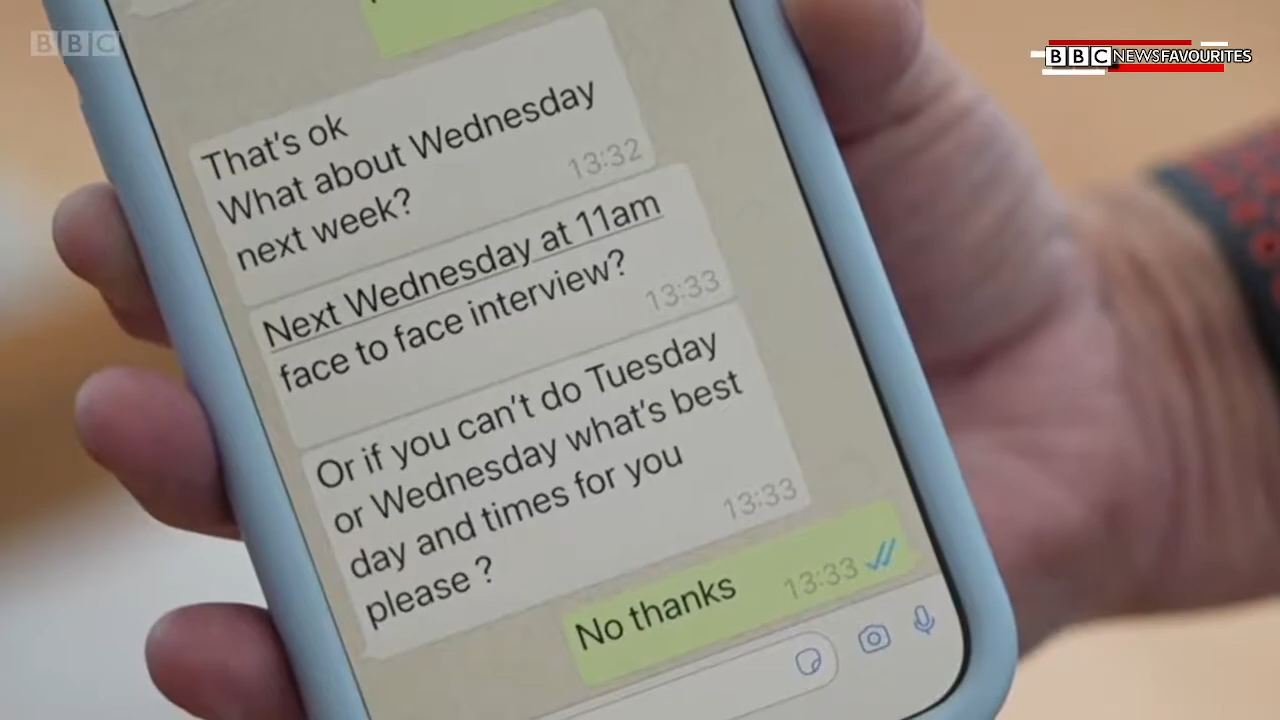 BBC
BBC NEWS FAVOURITES
That's ok
What about Wednesday
next week?
13:32
Next Wednesday at 11am
face to face interview?
13:33
Or if you can't do Tuesday
or Wednesday what's best
day and times for you
please ?
13:33
No thanks 13:33